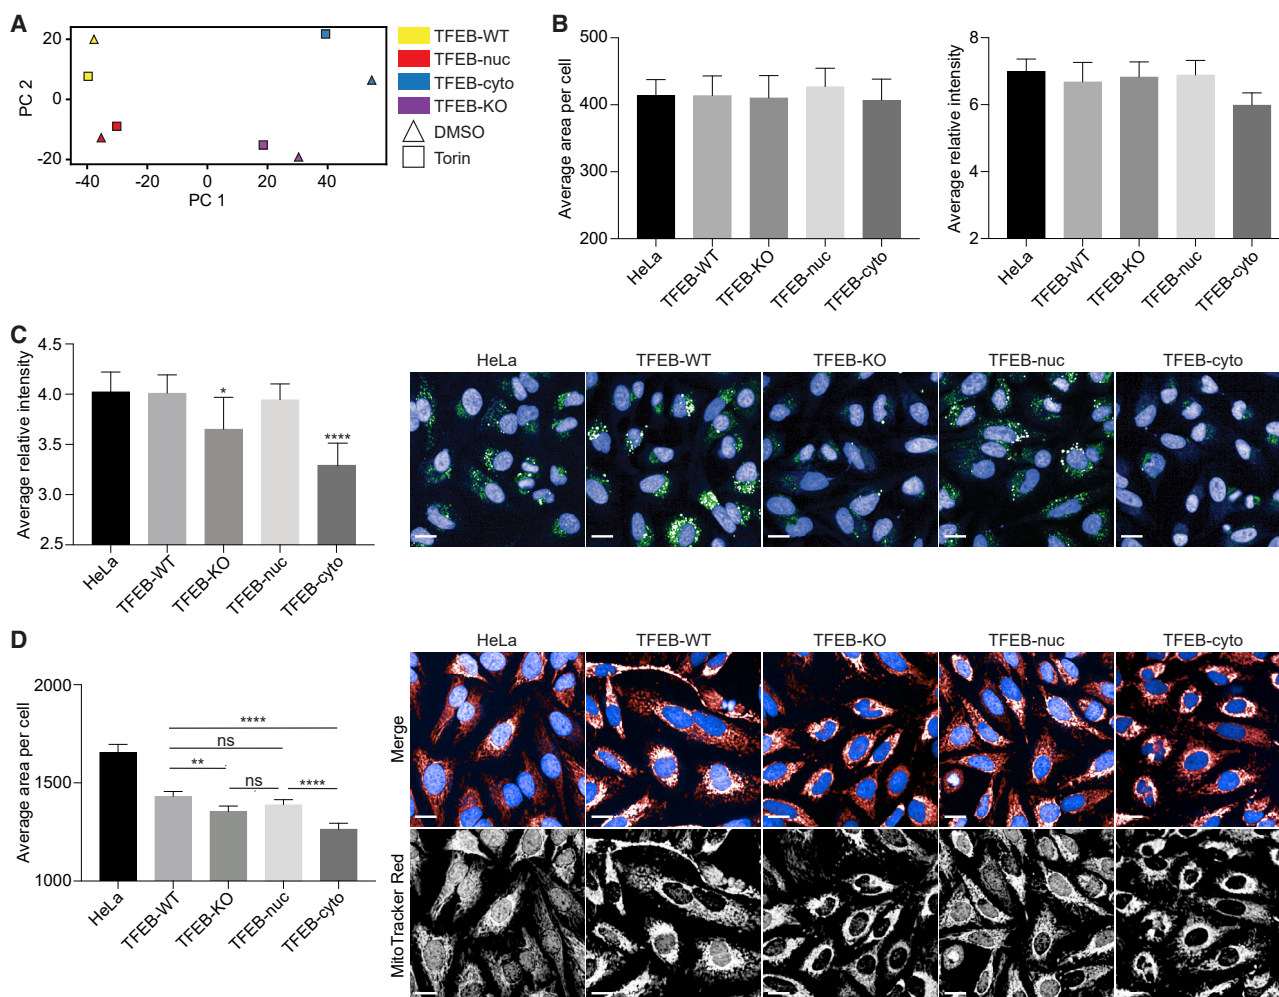 A
PC 2
20
0
-20
-40
-20
0
20
40
PC 1
TFEB-WT
TFEB-nuc
TFEB-cyto
TFEB-KO
DMSO
Torin
B
Average area per cell
500
400
300
200
HeLa
TFEB-WT
TFEB-KO
TFEB-nuc
TFEB-cyto
Average relative intensity
8
6
4
2
HeLa
TFEB-WT
TFEB-KO
TFEB-nuc
TFEB-cyto
C
Average relative intensity
4.5
4.0
3.5
3.0
2.5
*
****
HeLa
TFEB-WT
TFEB-KO
TFEB-nuc
TFEB-cyto
HeLa
TFEB-WT
TFEB-KO
TFEB-nuc
TFEB-cyto
D
Average area per cell
2000
1500
1000
****
ns
**
ns
****
HeLa
TFEB-WT
TFEB-KO
TFEB-nuc
TFEB-cyto
HeLa
TFEB-WT
TFEB-KO
TFEB-nuc
TFEB-cyto
Merge
MitoTracker Red